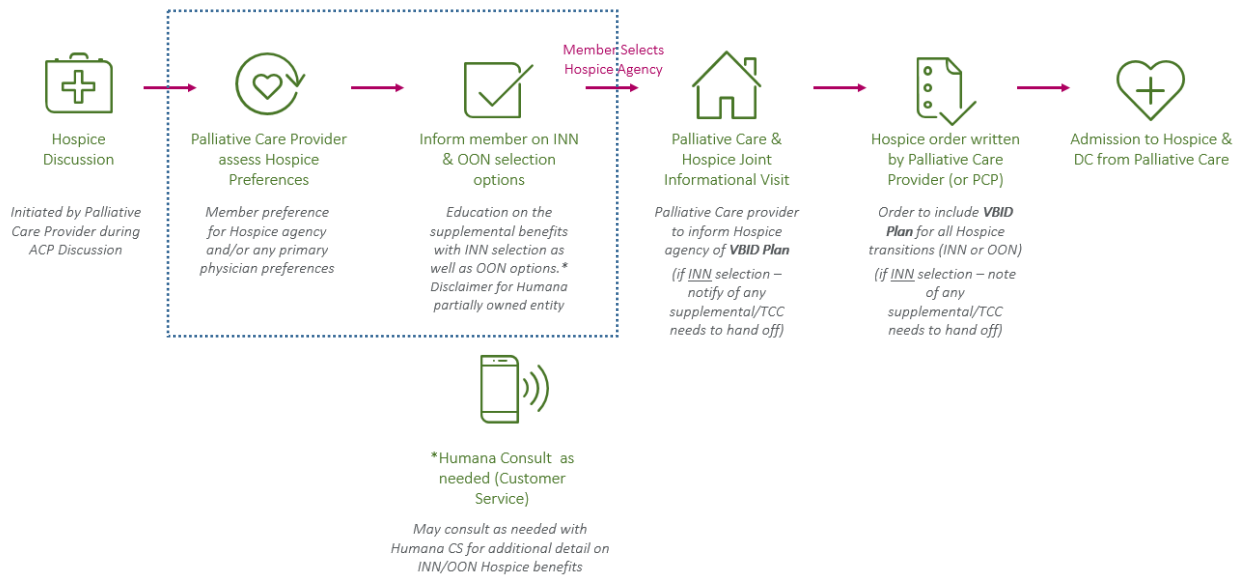 Member Selects
Hospice Agency
Hospice
Discussion
Initiated by Palliative
Care Provider during
ACP Discussion
Palliative Care Provider
assess Hospice
Preferences
Member preference
for Hospice agency
and/or any primary
physician preferences
Inform member on INN
& OON selection
options
Education on the
supplemental benefits
with INN selection as
well as OON options.*
Disclaimer for Humana
partially owned entity
Palliative Care &
Hospice Joint
Informational Visit
Palliative Care provider
to inform Hospice
agency of VBID Plan
(if INN selection –
notify of any
supplemental/TCC
needs to hand off)
Hospice order written
by Palliative Care
Provider (or PCP)
Order to include VBID
Plan for all Hospice
transitions (INN or OON)
(if INN selection – note
of any
supplemental/TCC
needs to hand off)
Admission to Hospice &
DC from Palliative Care
*Humana Consult as
needed (Customer
Service)
May consult as needed with
Humana CS for additional detail on
INN/OON Hospice benefits